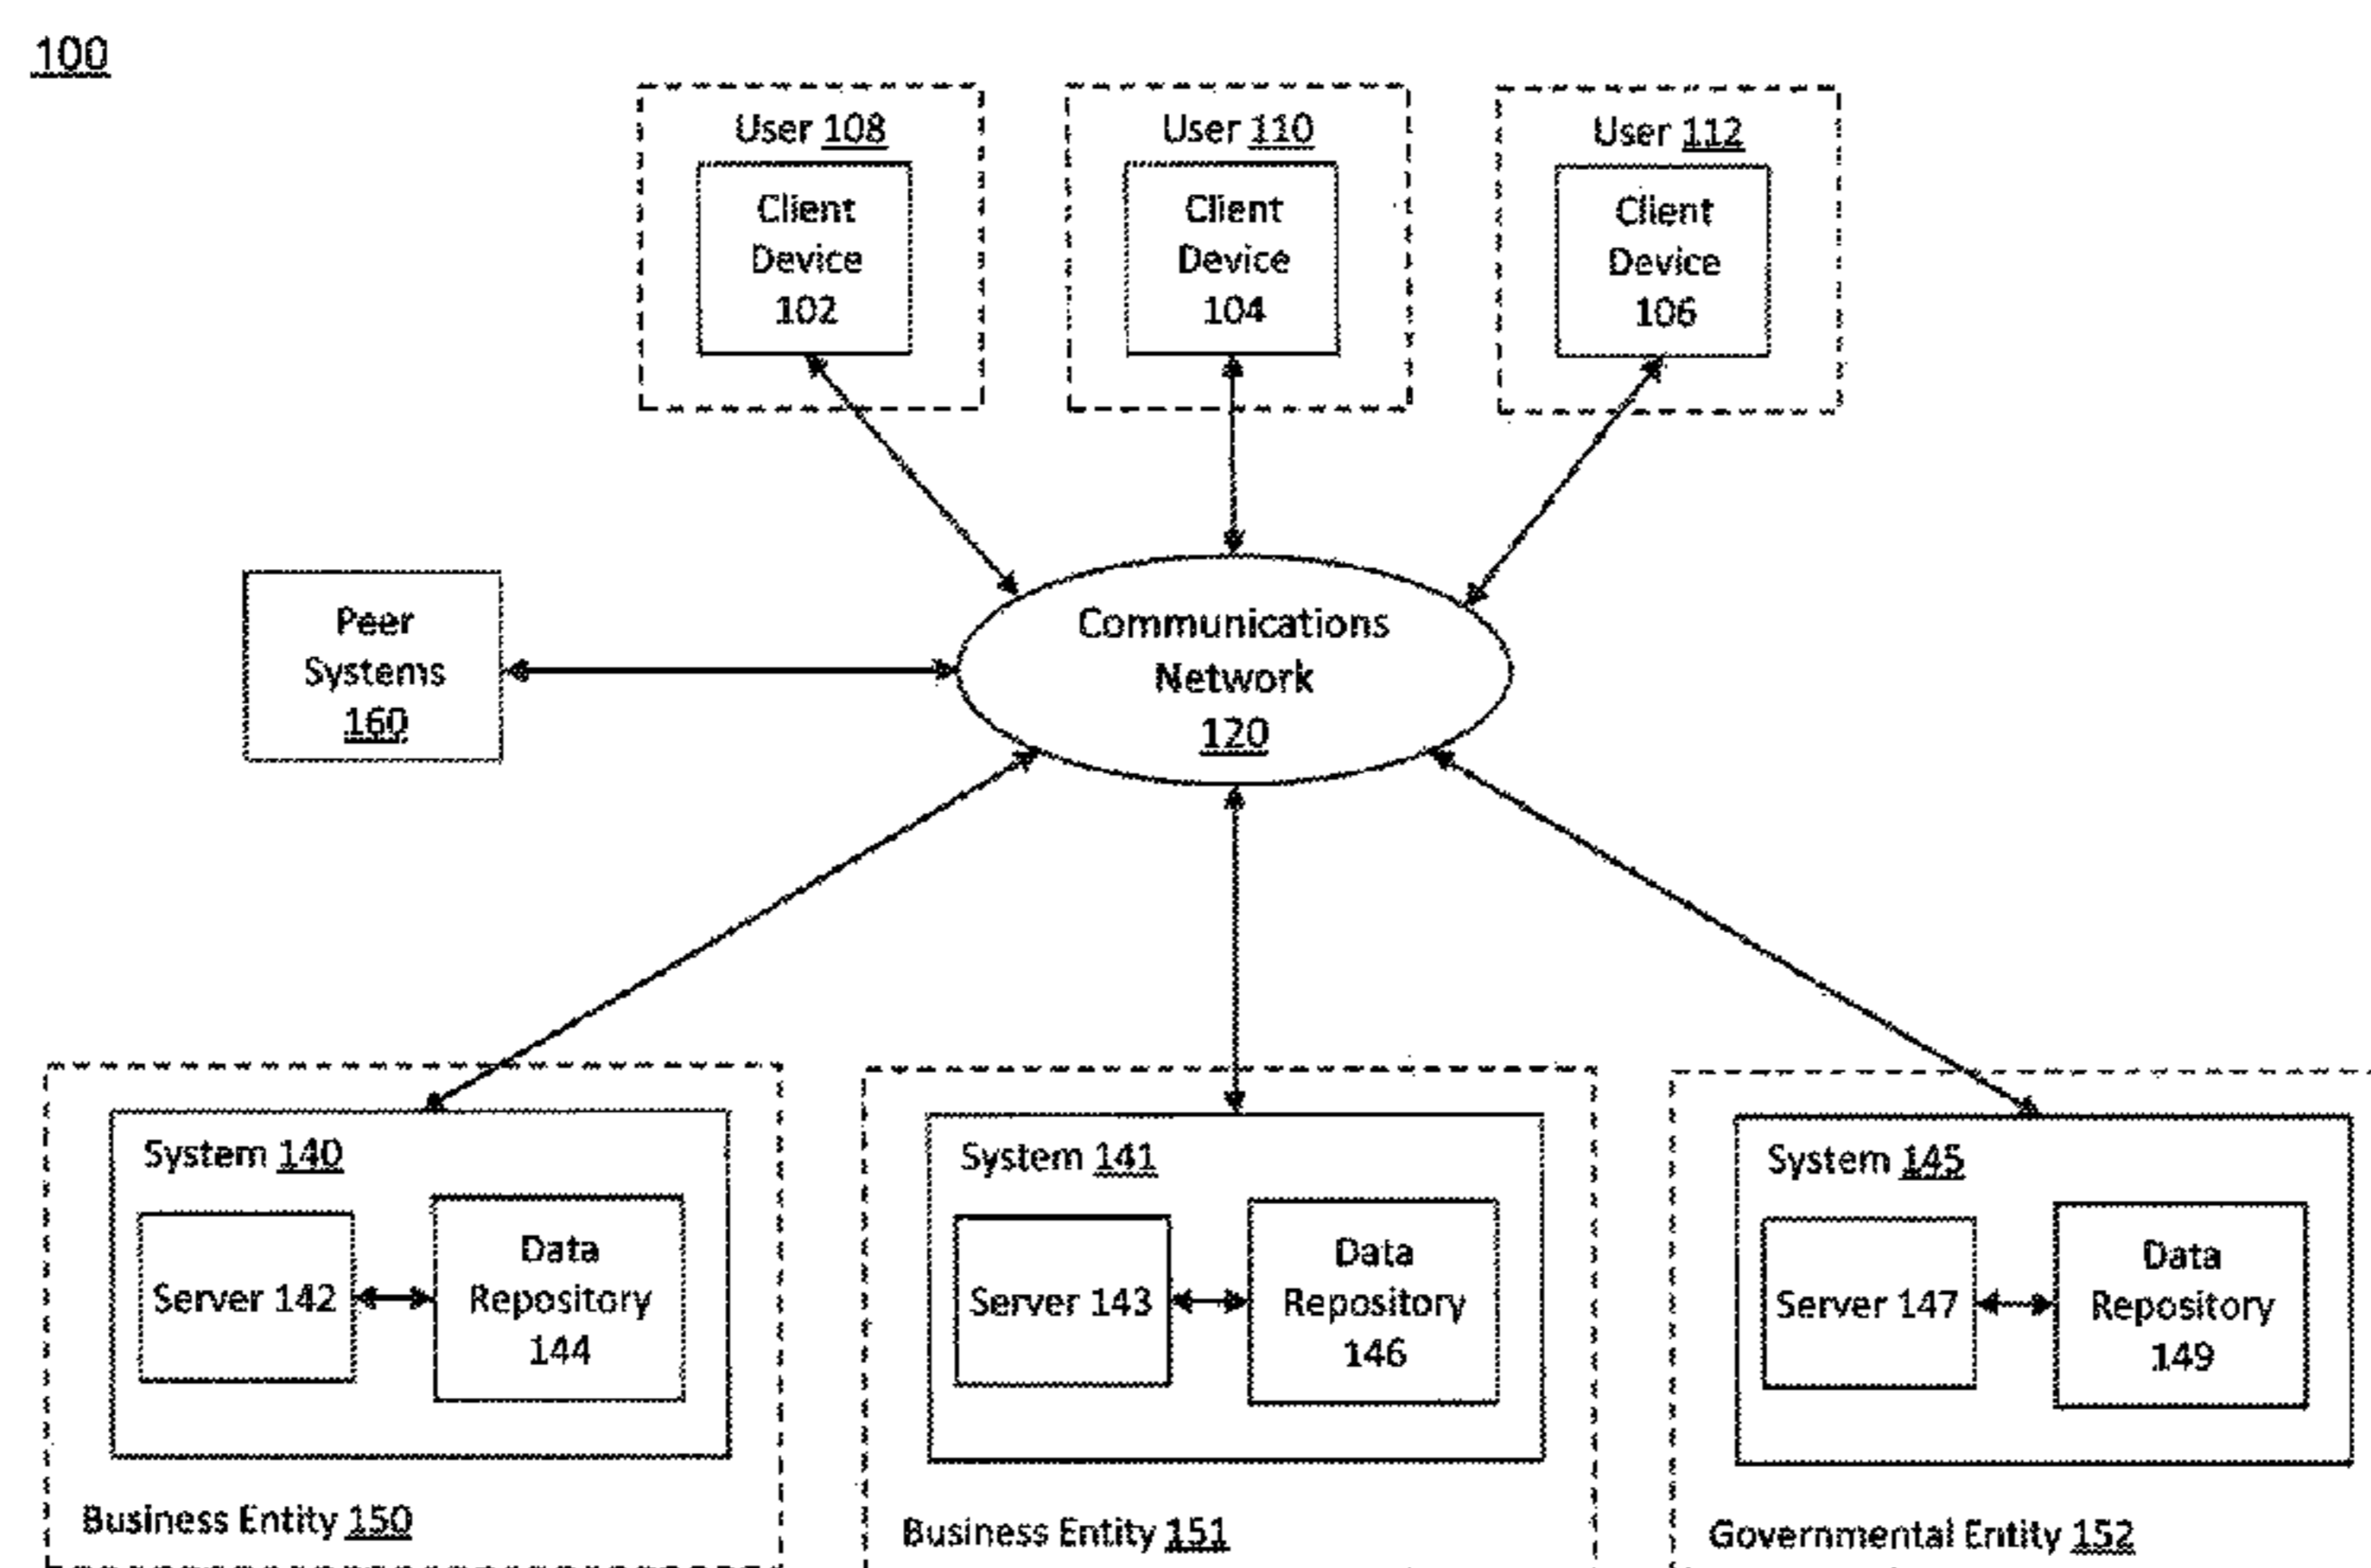 100
User 108
Client
Device
102
User 110
Client
Device
104
User 112
Client
Device
106
Peer
Systems
160
Communications
Network
120
System 140
Server 142
Data
Repository
144
Business Entity 150
System 141
Server 143
Data
Repository
146
Business Entity 151
System 145
Server 147
Data
Repository
149
Governmental Entity 152